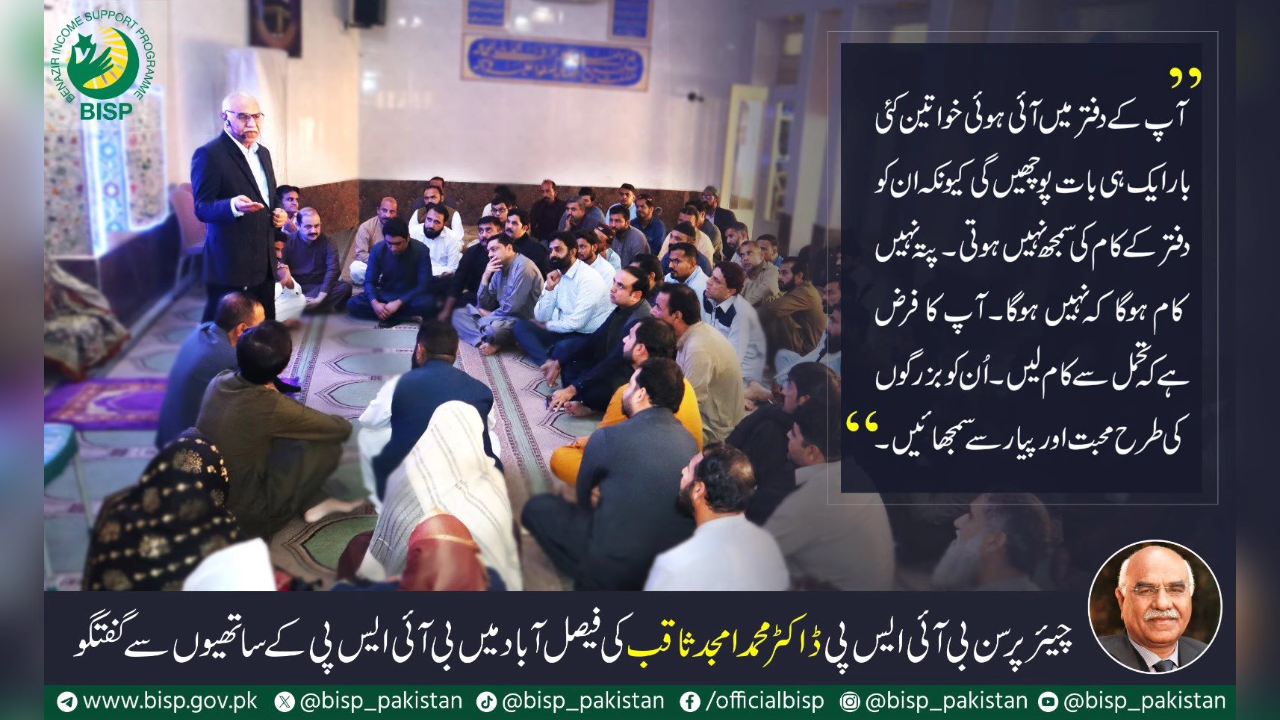 BENAZIR INCOME SUPPORT PROGRAMME
BISP
”
آپ کے دفتر میں آئی ہوئی خواتین کئی
بار ایک ہی بات پوچھیں گی کیونکہ ان کو
دفتر کے کام کی سمجھ نہیں ہوتی۔ پتہ نہیں
کام ہوگا کہ نہیں ہوگا۔ آپ کا فرض
ہے کہ تحمل سے کام لیں۔ اُن کو بزرگوں
کی طرح محبت اور پیار سے سمجھائیں۔
“
چیئرپرسن بی آئی ایس پی ڈاکٹر محمد امجد ثاقب کی فیصل آباد میں بی آئی ایس پی کے ساتھیوں سے گفتگو
www.bisp.gov.pk @bisp_pakistan @bisp_pakistan /officialbisp @bisp_pakistan @bisp_pakistan